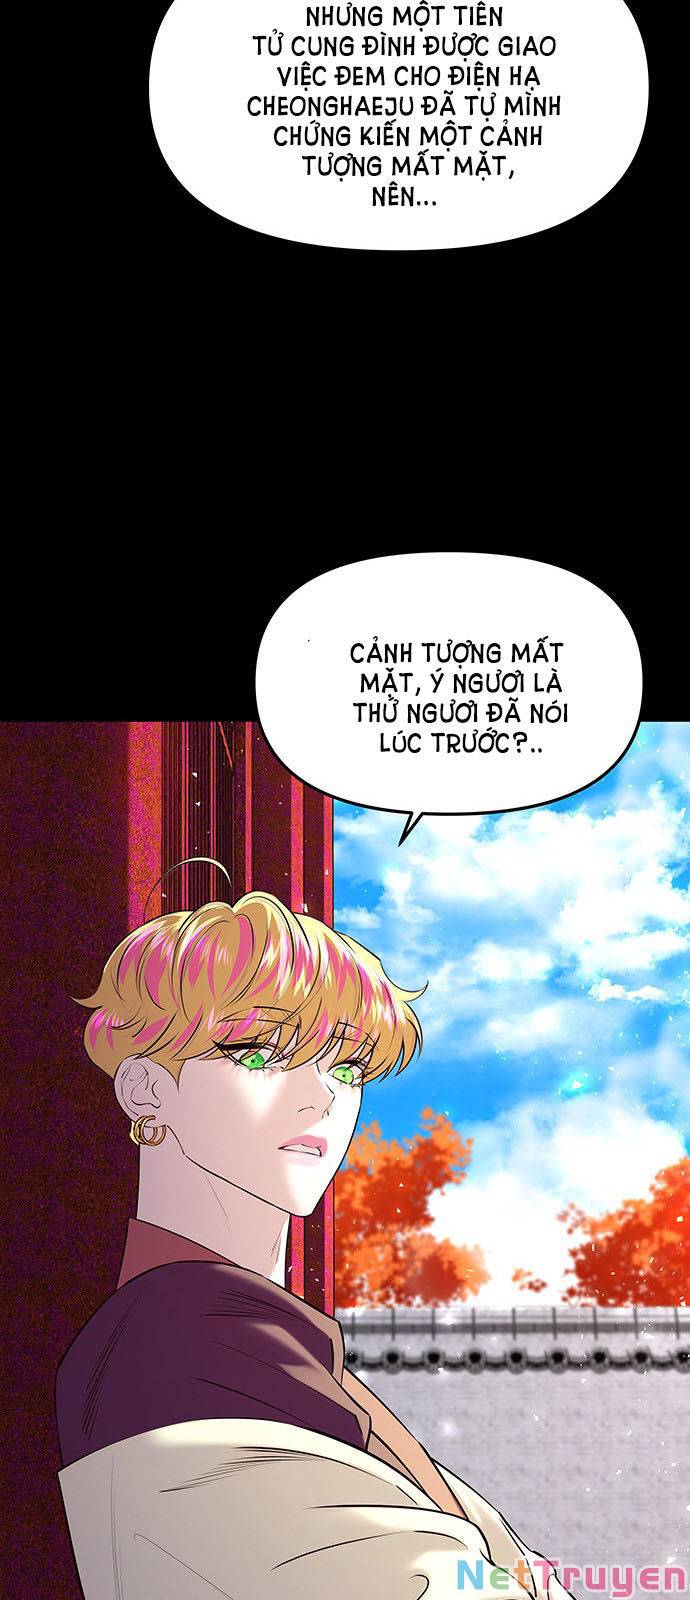 NHƯNG MỘT TIÊN
TỬ CUNG ĐÌNH ĐƯỢC GIAO
VIỆC ĐEM CHO ĐIỆN HẠ
CHEONGHAEJU ĐÃ TỰ MÌNH
CHỨNG KIẾN MỘT CẢNH
TƯỢNG MẤT MẶT,
NÊN...
CẢNH TƯỢNG MẤT
MẶT, Ý NGƯƠI LÀ
THỨ NGƯƠI ĐÃ NÓI
LÚC TRƯỚC?..
NetTruyen